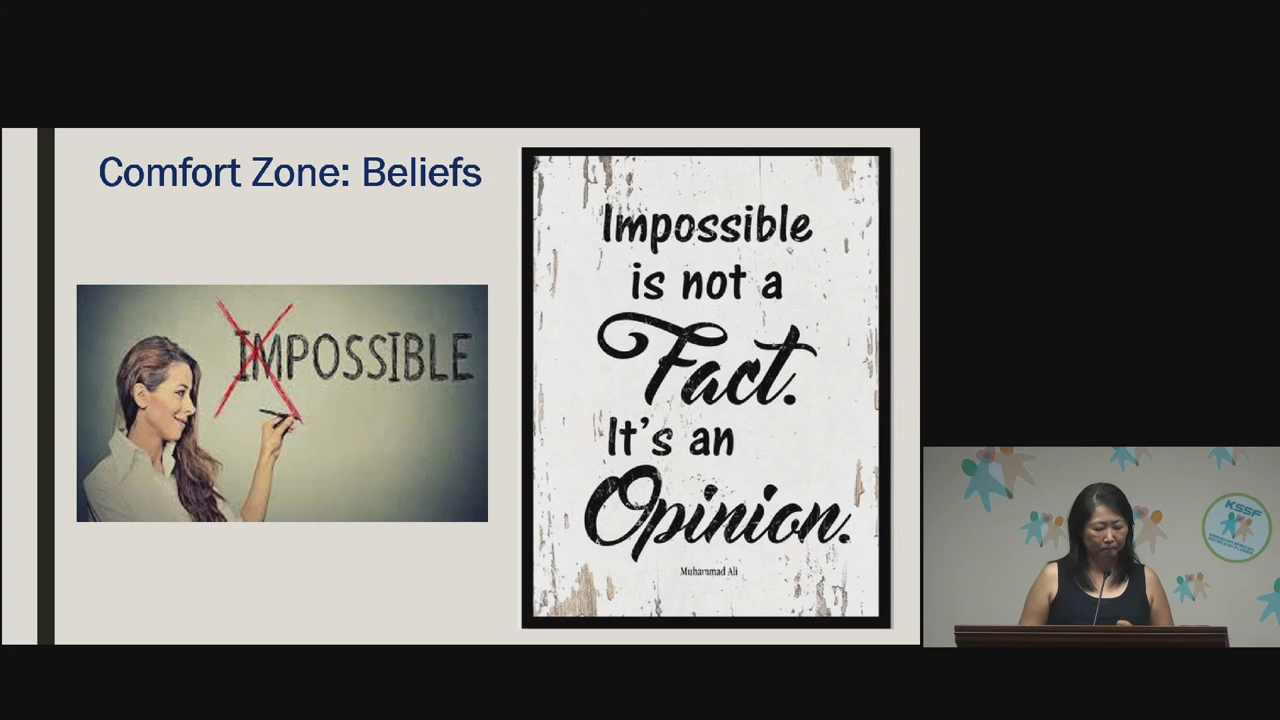 Comfort Zone: Beliefs
IMPOSSIBLE
Impossible
is not a
Fact.
It's an
Opinion.
Muhammad Ali
KSSF